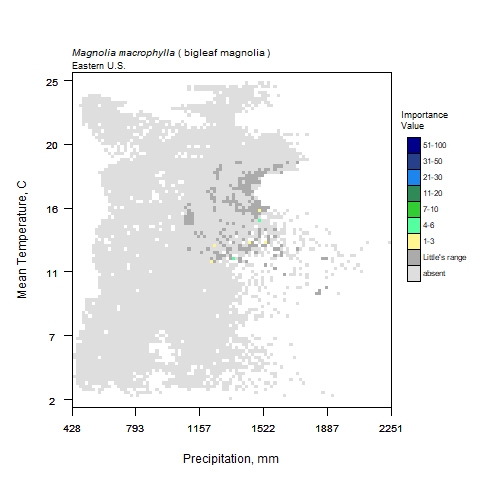 Magnolia macrophylla ( bigleaf magnolia )
Eastern U.S.
25
20
16
11
7
2
Mean Temperature, C
428 793 1157 1522 1887 2251
Precipitation, mm
Importance
Value
51-100
31-50
21-30
11-20
7-10
4-6
1-3
Little's range
absent